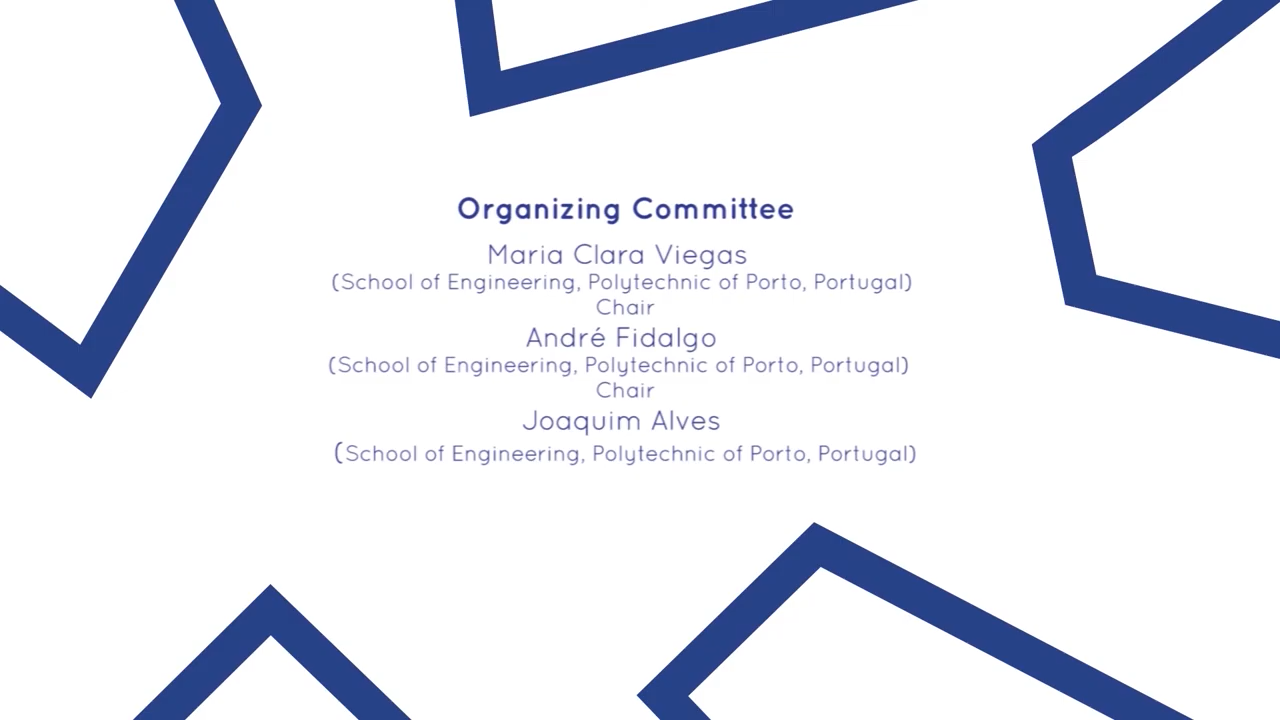 Organizing Committee
Maria Clara Viegas
(School of Engineering, Polytechnic of Porto, Portugal)
Chair
André Fidalgo
(School of Engineering, Polytechnic of Porto, Portugal)
Chair
Joaquim Alves
(School of Engineering, Polytechnic of Porto, Portugal)